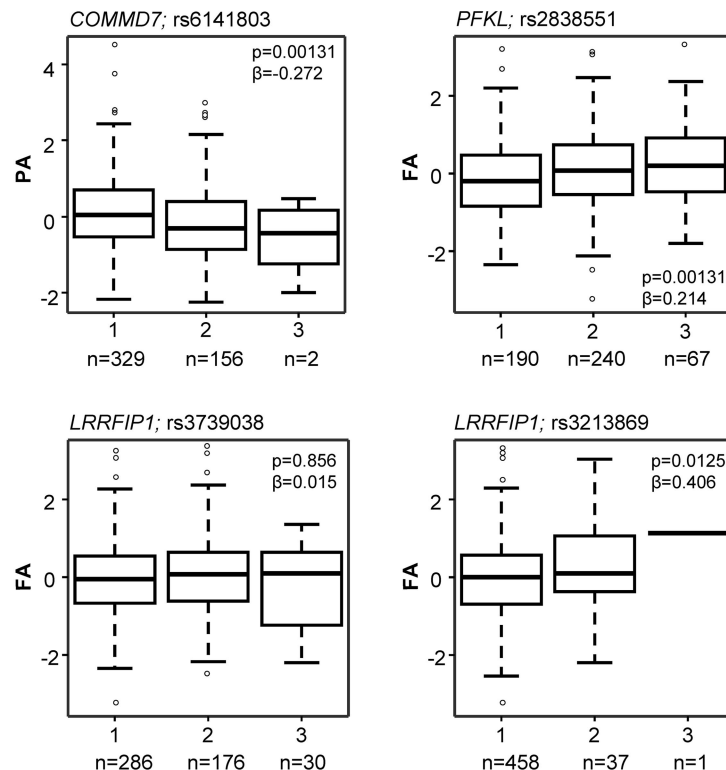 COMMD7; rs6141803
p=0.00131
β=-0.272
PA
4
2
0
-2
1 2 3
n=329 n=156 n=2
PFKL; rs2838551
FA
2
0
-2
p=0.00131
β=0.214
1 2 3
n=190 n=240 n=67
LRRFIP1; rs3739038
p=0.856
β=0.015
FA
2
0
-2
1 2 3
n=286 n=176 n=30
LRRFIP1; rs3213869
p=0.0125
β=0.406
FA
2
0
-2
1 2 3
n=458 n=37 n=1